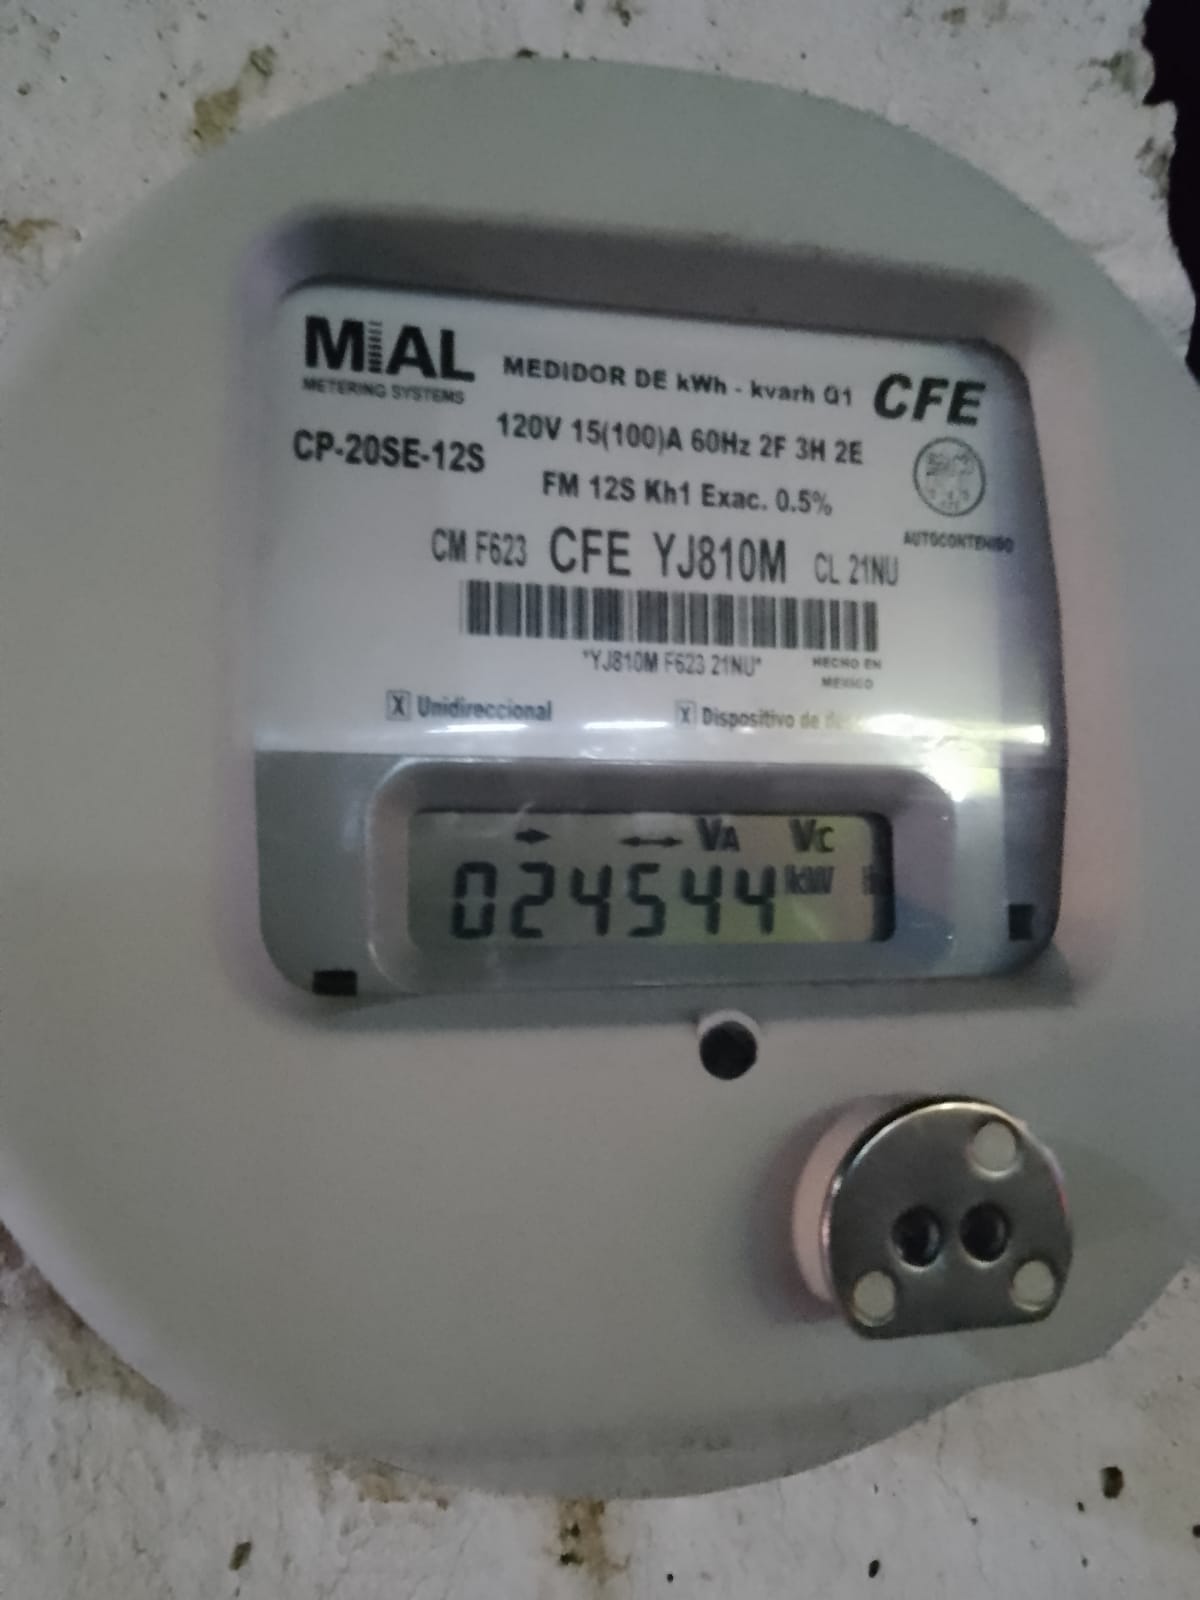 MIAL
METERING SYSTEMS
MEDIDOR DE kWh - kvarh Q1
CFE
CP-20SE-12S
120V 15(100)A 60Hz 2F 3H 2E
FM 12S Kh1 Exac. 0.5%
AUTOCONTENIDO
CM F623 CFE YJ810M CL 21NU
*YJ810M F623 21NU*
HECHO EN
MEXICO
X Unidireccional
X Dispositivo de
VA VC
024544 kW h